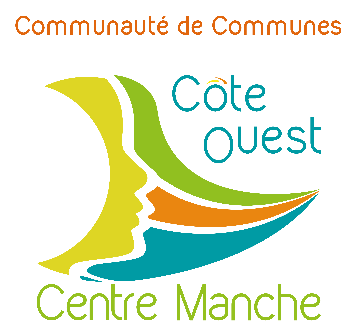 Communauté de Communes
Côte
Ouest
Centre Manche